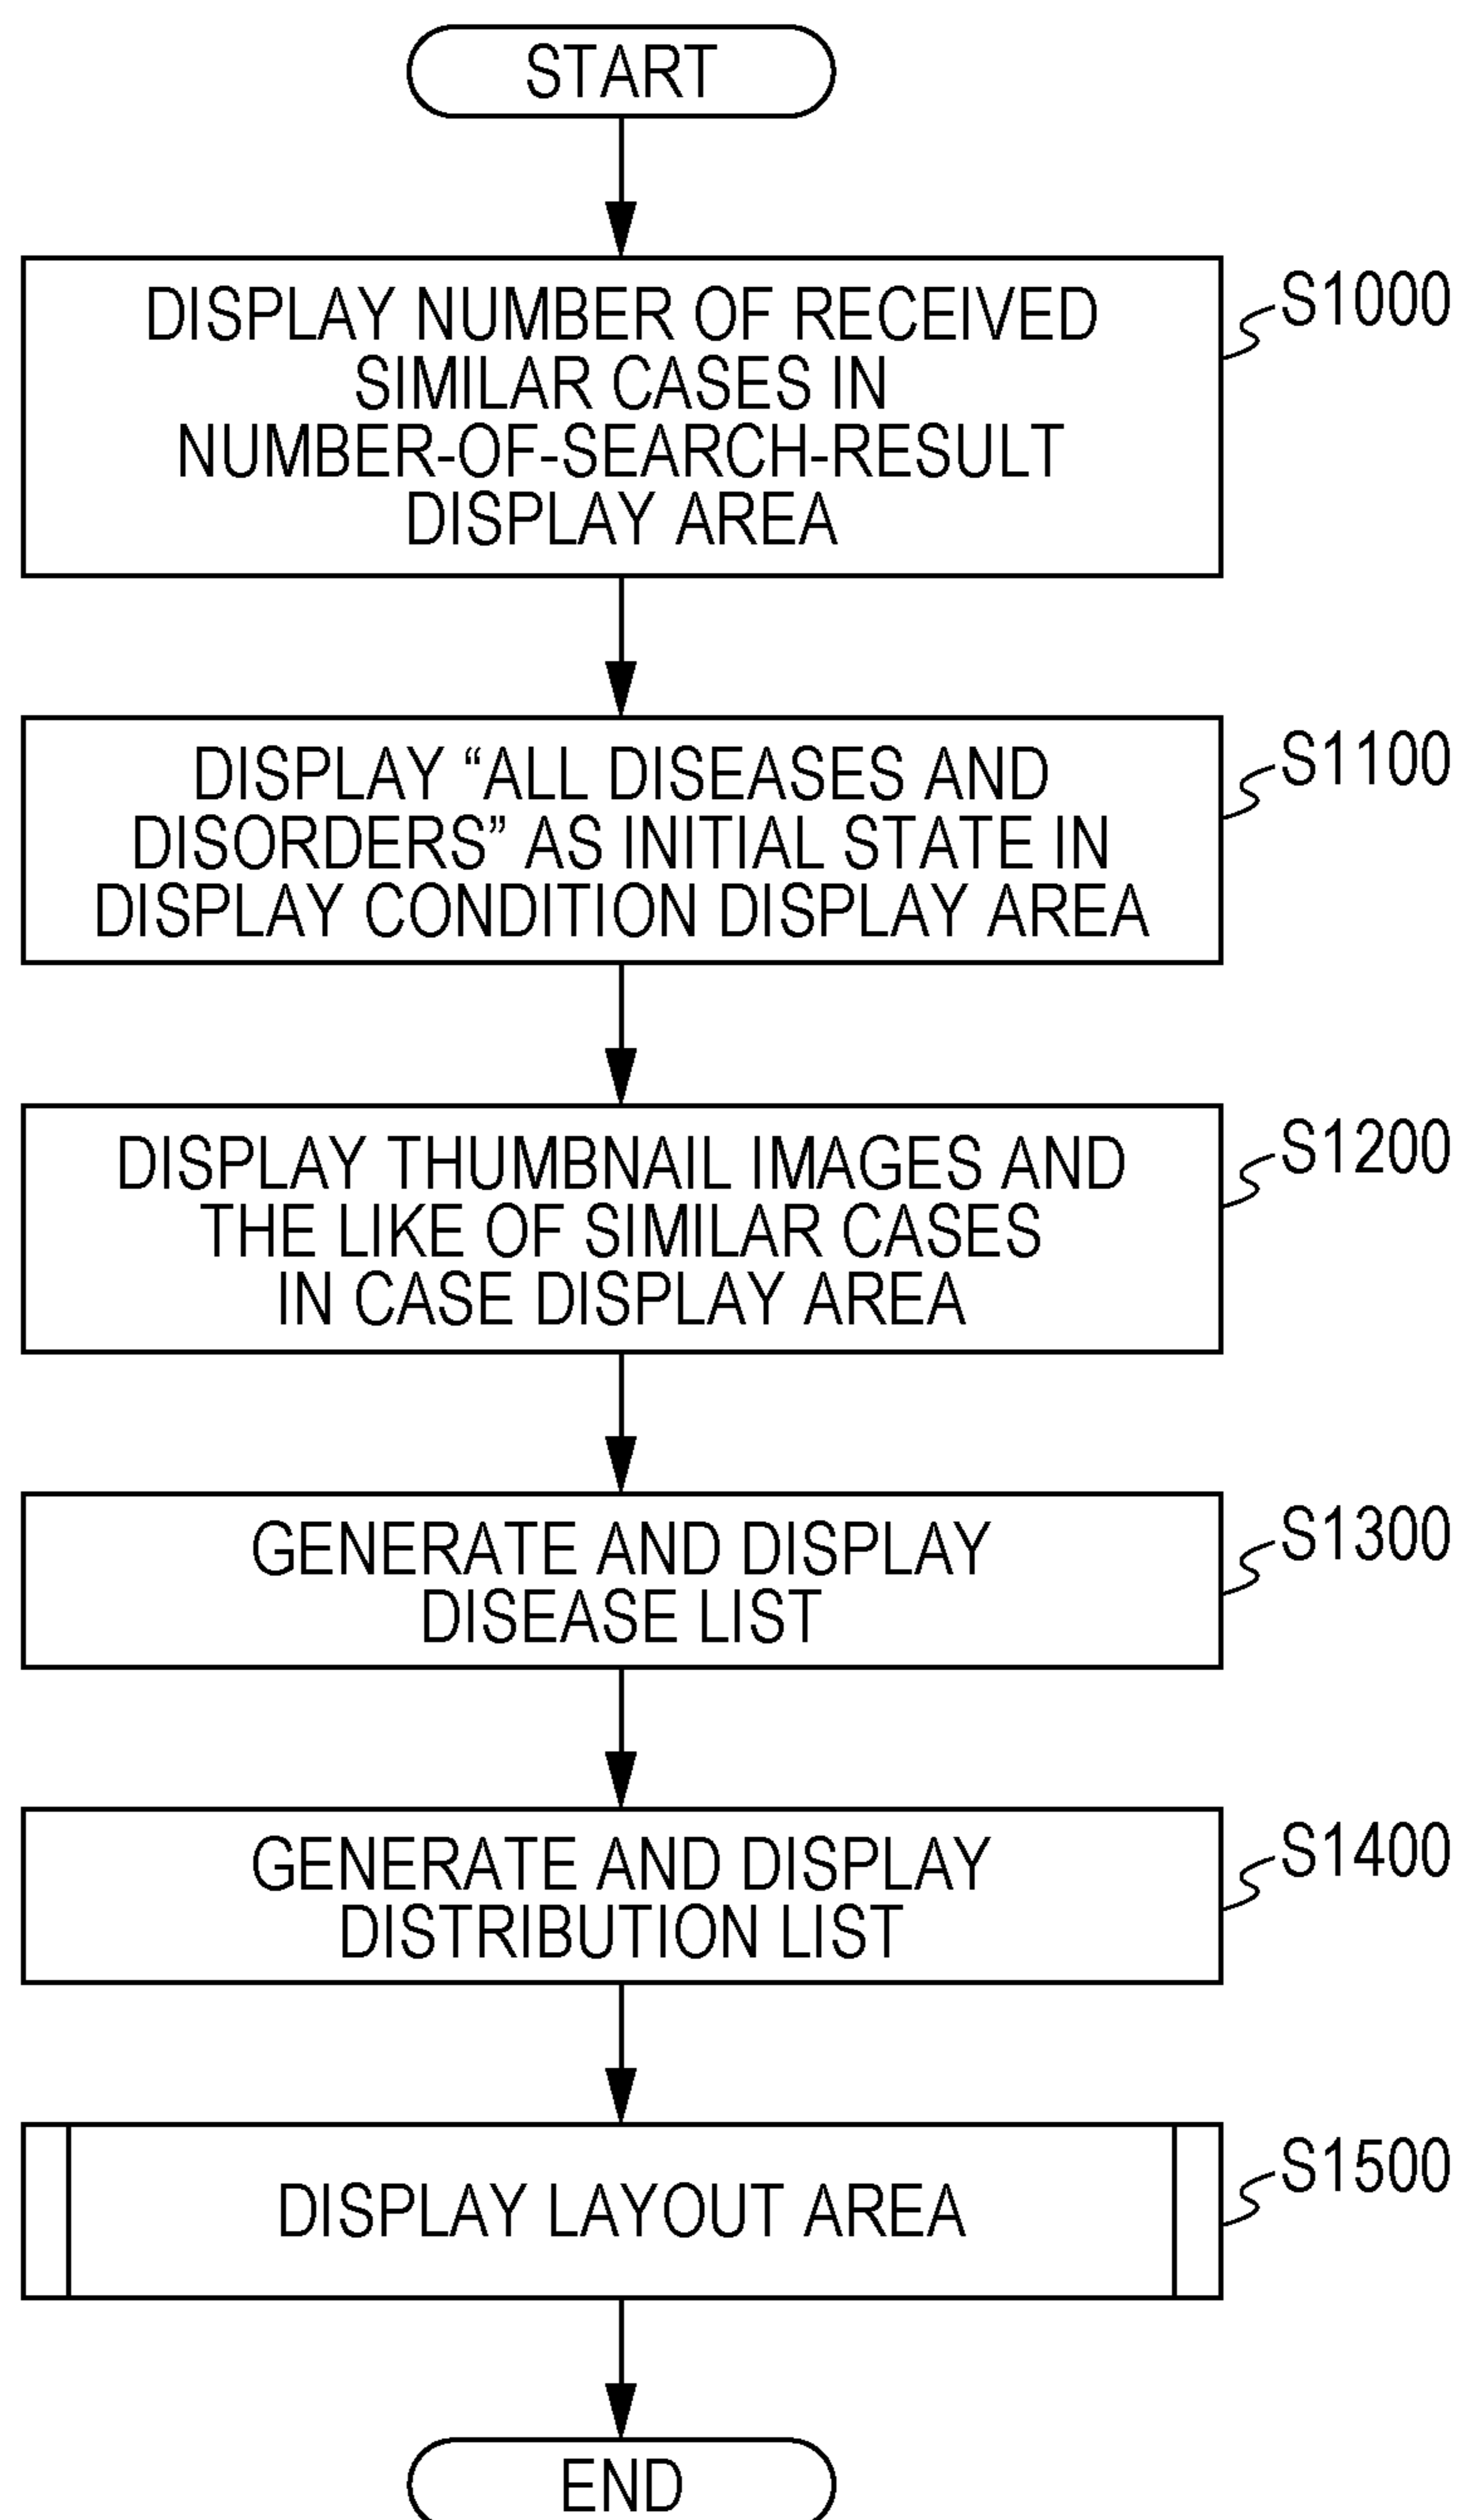 START
DISPLAY NUMBER OF RECEIVED
SIMILAR CASES IN
NUMBER-OF-SEARCH-RESULT
DISPLAY AREA
S1000
DISPLAY “ALL DISEASES AND
DISORDERS” AS INITIAL STATE IN
DISPLAY CONDITION DISPLAY AREA
S1100
DISPLAY THUMBNAIL IMAGES AND
THE LIKE OF SIMILAR CASES
IN CASE DISPLAY AREA
S1200
GENERATE AND DISPLAY
DISEASE LIST
S1300
GENERATE AND DISPLAY
DISTRIBUTION LIST
S1400
DISPLAY LAYOUT AREA
S1500
END